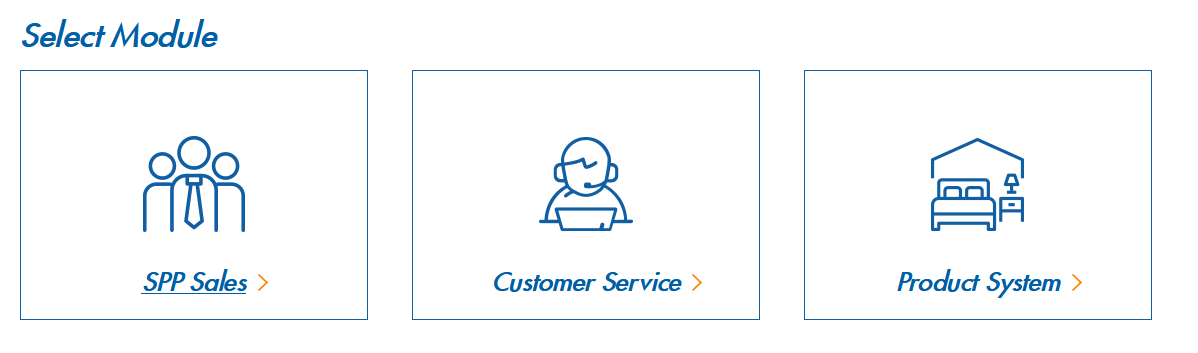 Select Module
SPP Sales
Customer Service
Product System